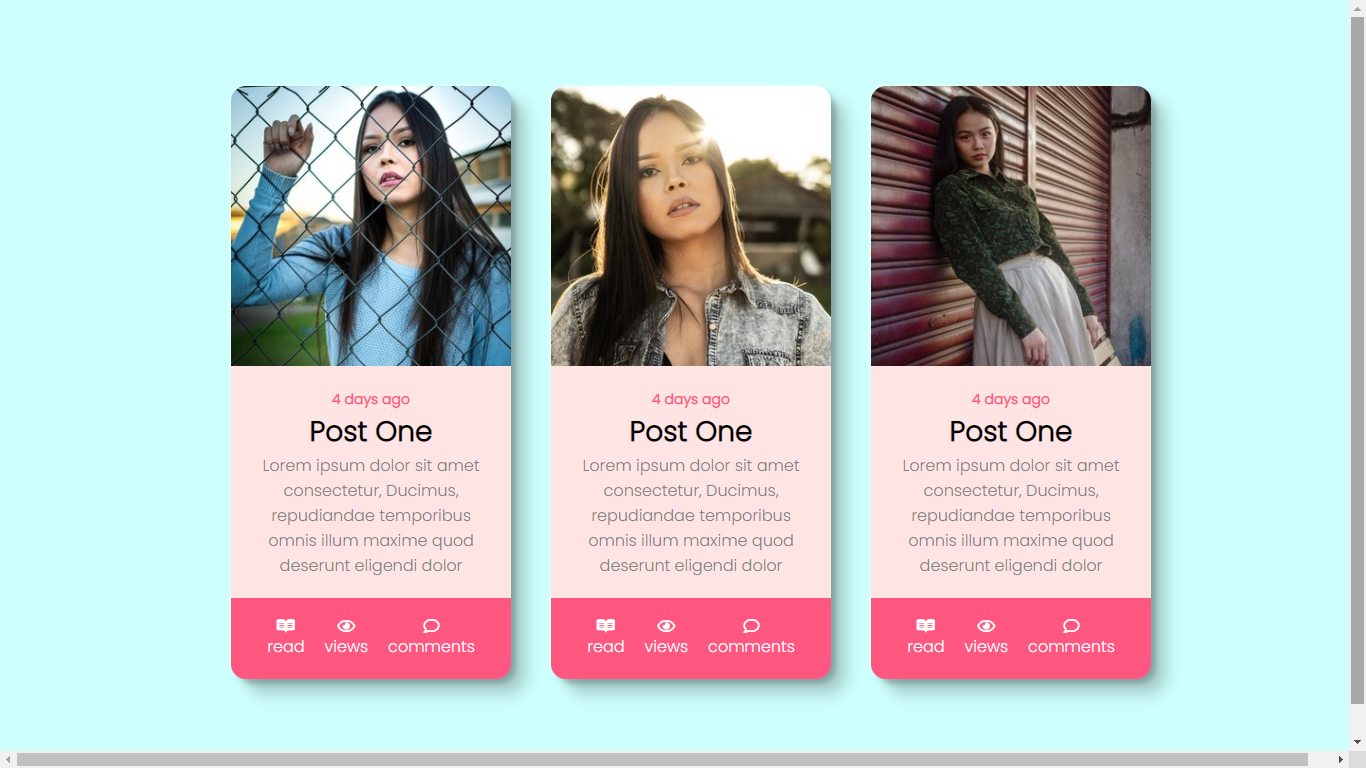 4 days ago
Post One
Lorem ipsum dolor sit amet
consectetur, Ducimus,
repudiandae temporibus
omnis illum maxime quod
deserunt eligendi dolor
read views comments
4 days ago
Post One
Lorem ipsum dolor sit amet
consectetur, Ducimus,
repudiandae temporibus
omnis illum maxime quod
deserunt eligendi dolor
read views comments
4 days ago
Post One
Lorem ipsum dolor sit amet
consectetur, Ducimus,
repudiandae temporibus
omnis illum maxime quod
deserunt eligendi dolor
read views comments